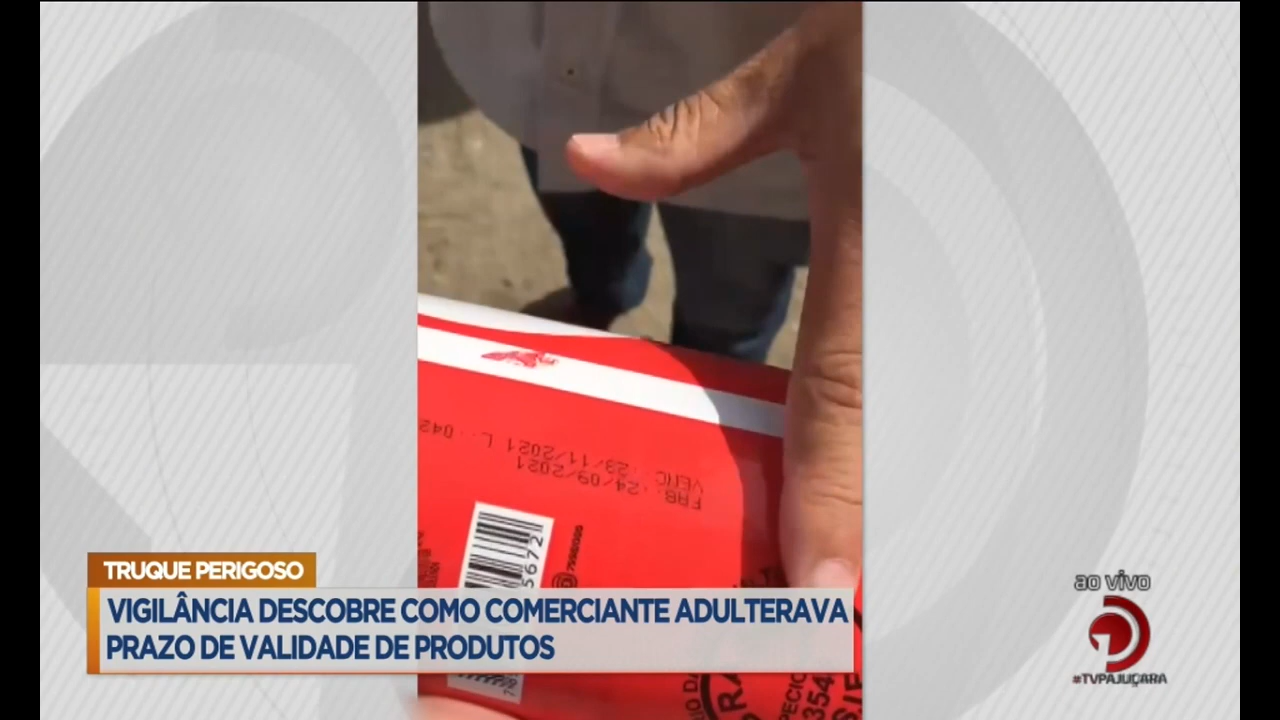 FAB: 24/09/2021
VENC: 23/11/2021 L.: 042
5672
TRUQUE PERIGOSO
VIGILÂNCIA DESCOBRE COMO COMERCIANTE ADULTERAVA
PRAZO DE VALIDADE DE PRODUTOS
ao vivo
#TVPAJUÇARA